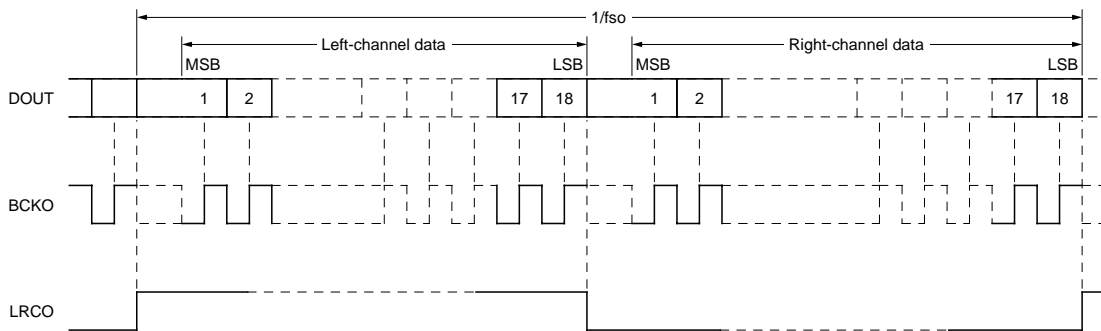 1/fso
Left-channel data
Right-channel data
MSB LSB MSB LSB
DOUT 1 2 17 18 1 2 17 18
BCKO
LRCO